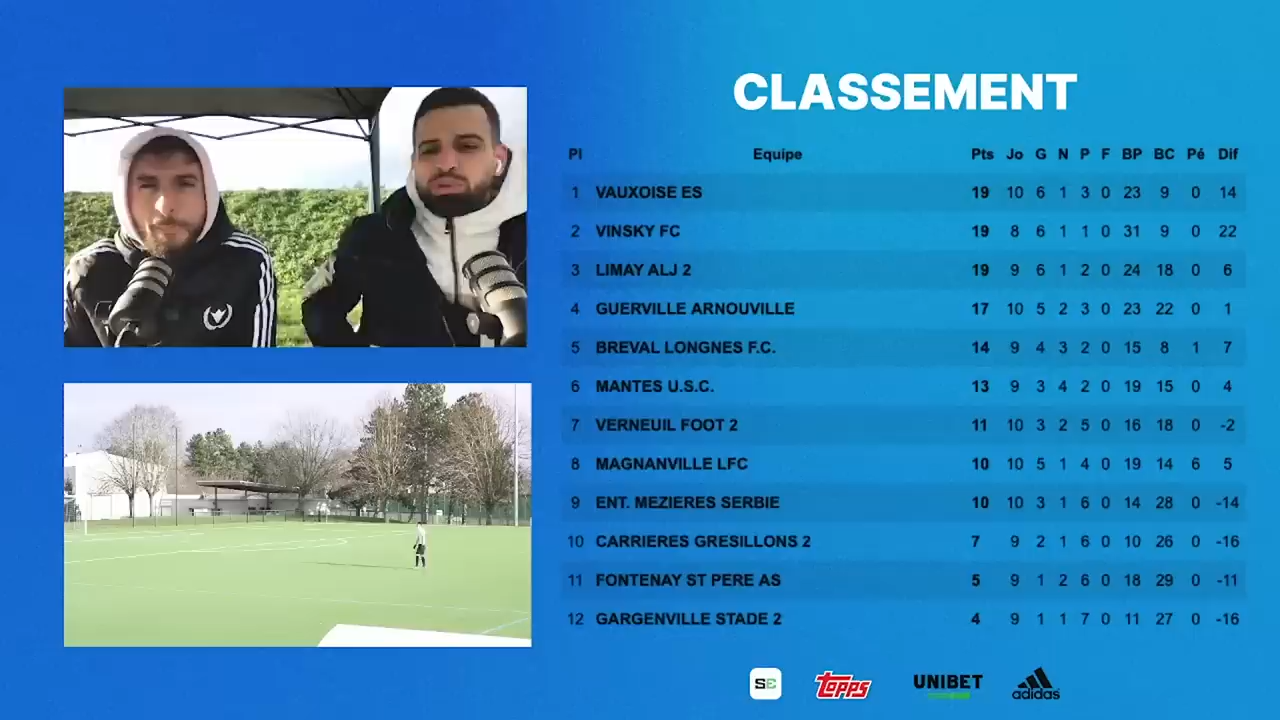 CLASSEMENT
Pl Equipe Pts Jo G N P F BP BC Pé Dif
1 VAUXOISE ES 19 10 6 1 3 0 23 9 0 14
2 VINSKY FC 19 8 6 1 1 0 31 9 0 22
3 LIMAY ALJ 2 19 9 6 1 2 0 24 18 0 6
4 GUERVILLE ARNOUVILLE 17 10 5 2 3 0 23 22 0 1
5 BREVAL LONGNES F.C. 14 9 4 3 2 0 15 8 1 7
6 MANTES U.S.C. 13 9 3 4 2 0 19 15 0 4
7 VERNEUIL FOOT 2 11 10 3 2 5 0 16 18 0 -2
8 MAGNANVILLE LFC 10 10 5 1 4 0 19 14 6 5
9 ENT. MEZIERES SERBIE 10 10 3 1 6 0 14 28 0 -14
10 CARRIERES GRESILLONS 2 7 9 2 1 6 0 10 26 0 -16
11 FONTENAY ST PERE AS 5 9 1 2 6 0 18 29 0 -11
12 GARGENVILLE STADE 2 4 9 1 1 7 0 11 27 0 -16
SE TOPPS UNIBET adidas